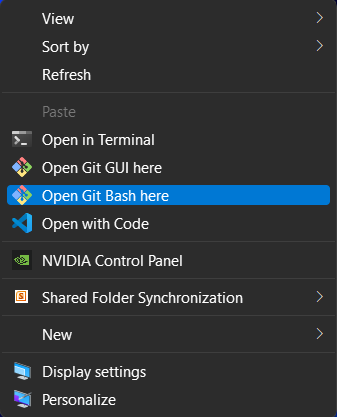 View
Sort by
Refresh
Paste
Open in Terminal
Open Git GUI here
Open Git Bash here
Open with Code
NVIDIA Control Panel
Shared Folder Synchronization
New
Display settings
Personalize